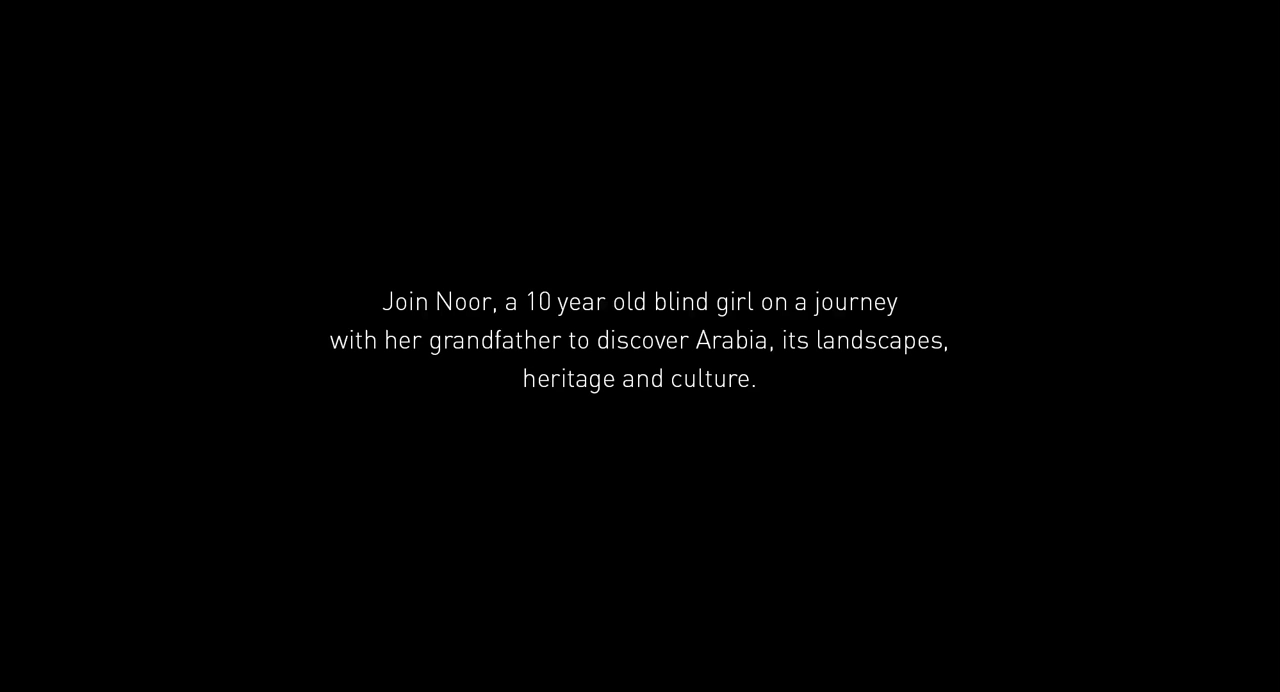 Join Noor, a 10 year old blind girl on a journey
with her grandfather to discover Arabia, its landscapes,
heritage and culture.